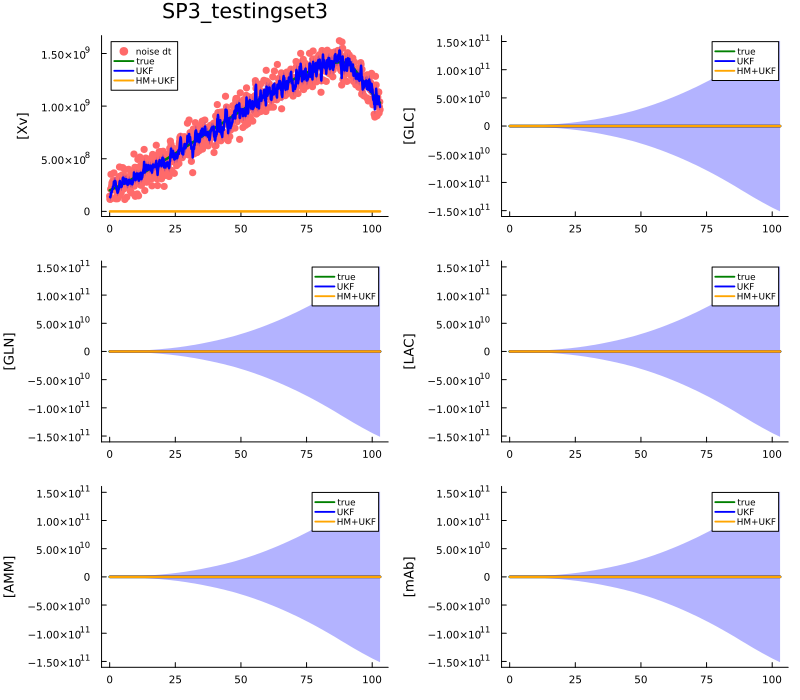 SP3_testingset3
[Xv]
1.50×10⁹
1.00×10⁹
5.00×10⁸
0
noise dt
true
UKF
HM+UKF
0 25 50 75 100
[GLC]
1.50×10¹¹
1.00×10¹¹
5.00×10¹⁰
0
−5.00×10¹⁰
−1.00×10¹¹
−1.50×10¹¹
true
UKF
HM+UKF
0 25 50 75 100
[GLN]
1.50×10¹¹
1.00×10¹¹
5.00×10¹⁰
0
−5.00×10¹⁰
−1.00×10¹¹
−1.50×10¹¹
true
UKF
HM+UKF
0 25 50 75 100
[LAC]
1.50×10¹¹
1.00×10¹¹
5.00×10¹⁰
0
−5.00×10¹⁰
−1.00×10¹¹
−1.50×10¹¹
true
UKF
HM+UKF
0 25 50 75 100
[AMM]
1.50×10¹¹
1.00×10¹¹
5.00×10¹⁰
0
−5.00×10¹⁰
−1.00×10¹¹
−1.50×10¹¹
true
UKF
HM+UKF
0 25 50 75 100
[mAb]
1.50×10¹¹
1.00×10¹¹
5.00×10¹⁰
0
−5.00×10¹⁰
−1.00×10¹¹
−1.50×10¹¹
true
UKF
HM+UKF
0 25 50 75 100